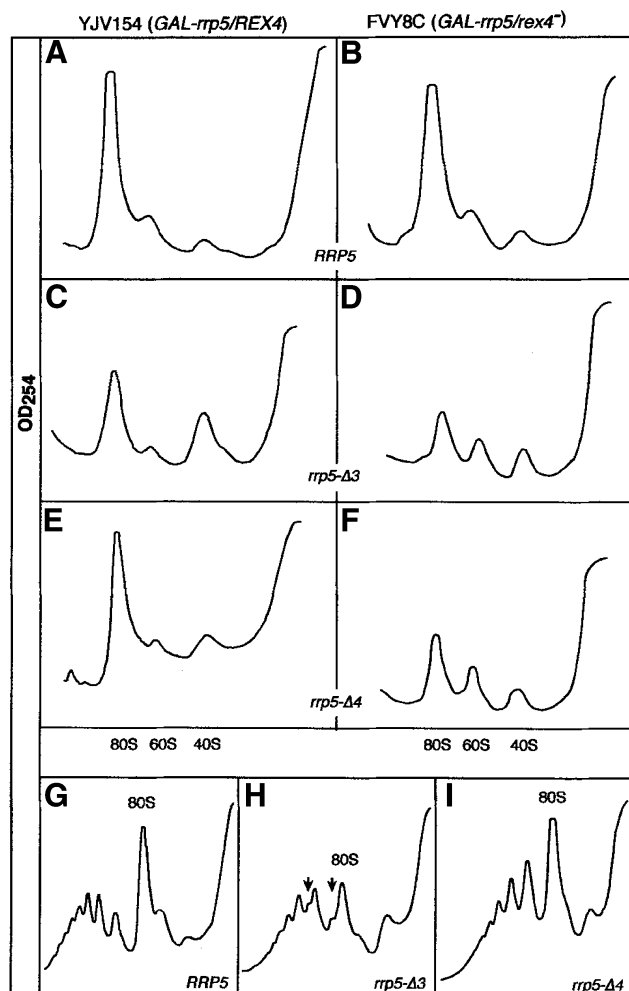 YJV154 (GAL-rrp5/REX4)
FVY8C (GAL-rrp5/rex4⁻)
A
B
RRP5
C
D
rrp5-Δ3
E
F
rrp5-Δ4
OD254
80S 60S 40S
80S 60S 40S
G
80S
RRP5
H
80S
rrp5-Δ3
I
80S
rrp5-Δ4